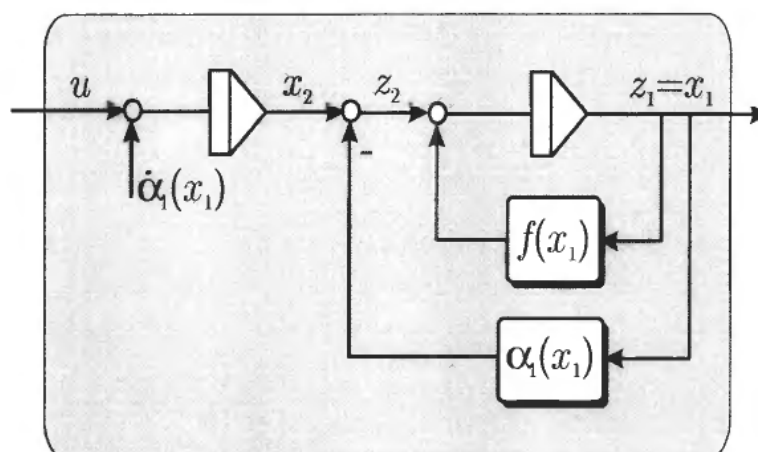 u
x₂
z₂
z₁=x₁
-
α̇₁(x₁)
f(x₁)
α₁(x₁)